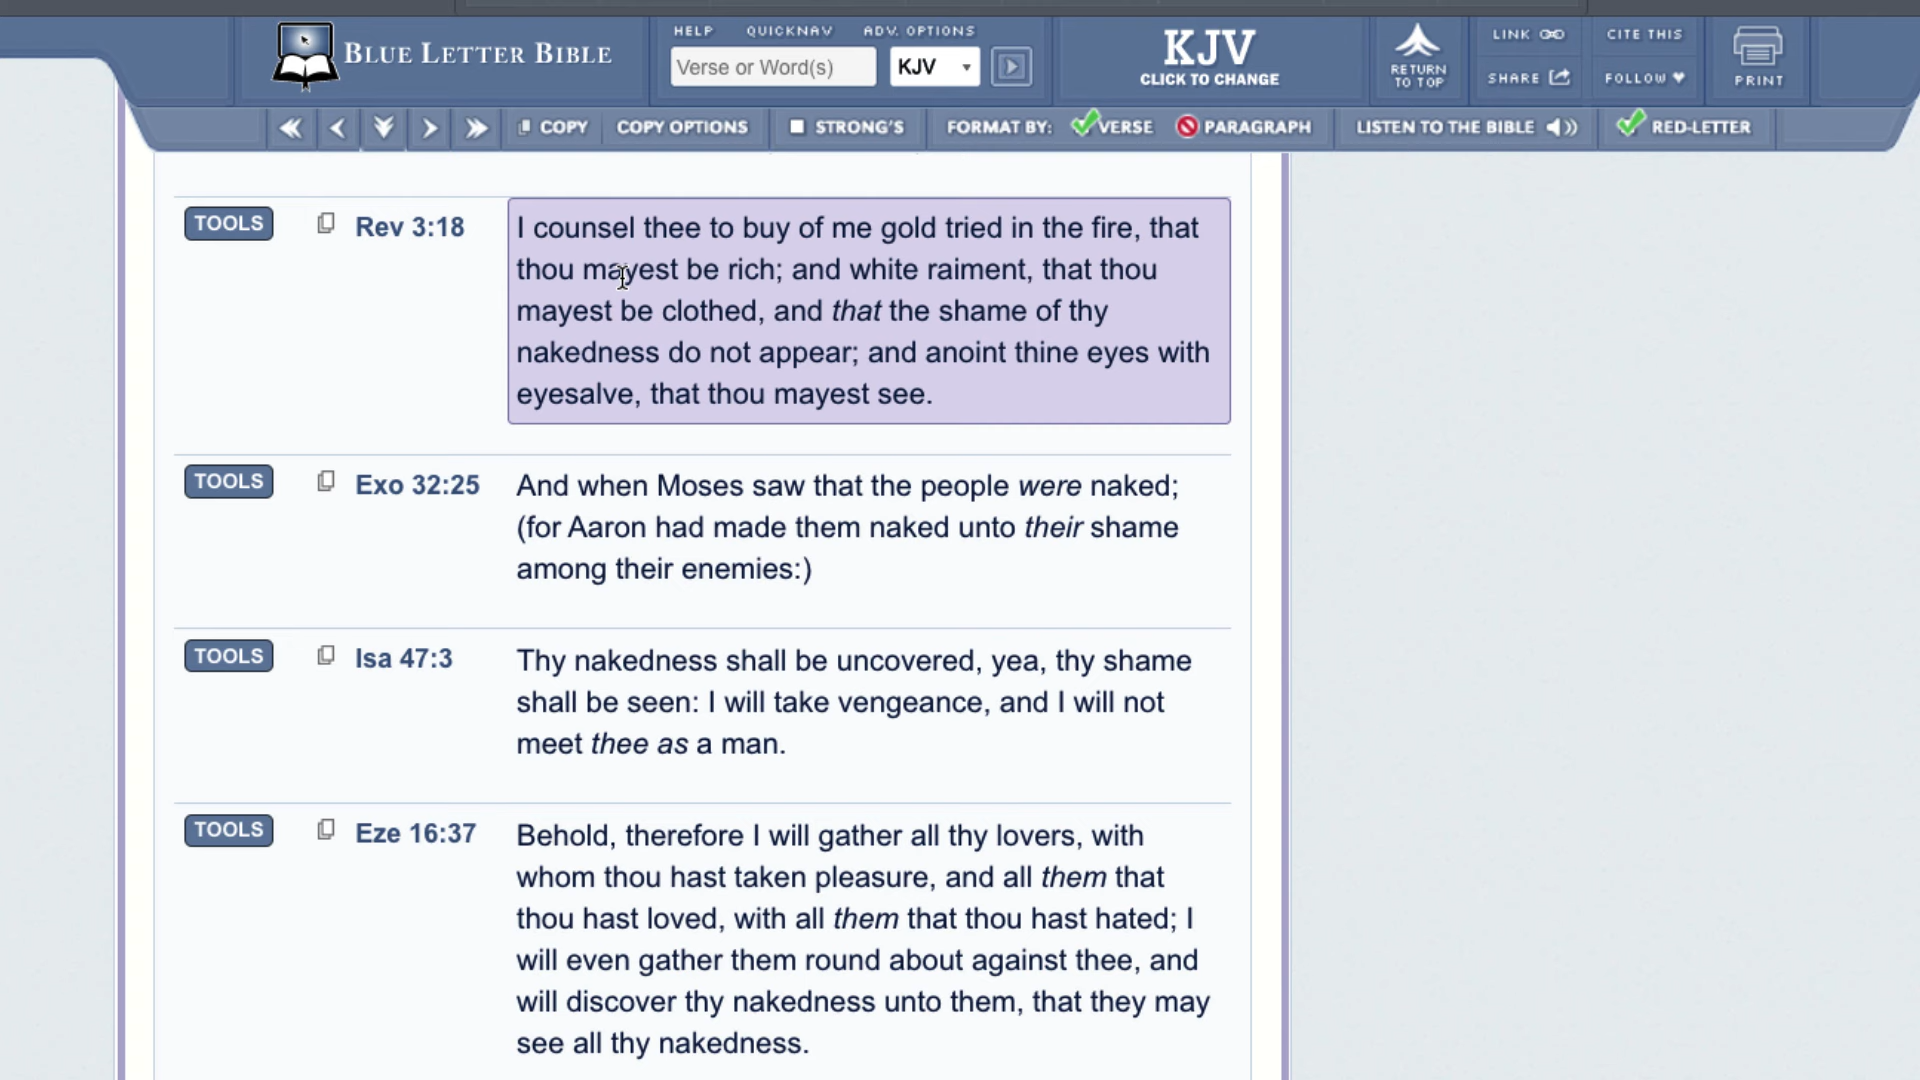 BLUE LETTER BIBLE
HELP QUICKNAV ADV. OPTIONS
Verse or Word(s) KJV
KJV
CLICK TO CHANGE
RETURN
TO TOP
LINK CITE THIS
SHARE FOLLOW
PRINT
COPY COPY OPTIONS STRONG'S FORMAT BY: VERSE PARAGRAPH LISTEN TO THE BIBLE RED-LETTER
TOOLS Rev 3:18 I counsel thee to buy of me gold tried in the fire, that
thou mayest be rich; and white raiment, that thou
mayest be clothed, and that the shame of thy
nakedness do not appear; and anoint thine eyes with
eyesalve, that thou mayest see.
TOOLS Exo 32:25 And when Moses saw that the people were naked;
(for Aaron had made them naked unto their shame
among their enemies:)
TOOLS Isa 47:3 Thy nakedness shall be uncovered, yea, thy shame
shall be seen: I will take vengeance, and I will not
meet thee as a man.
TOOLS Eze 16:37 Behold, therefore I will gather all thy lovers, with
whom thou hast taken pleasure, and all them that
thou hast loved, with all them that thou hast hated; I
will even gather them round about against thee, and
will discover thy nakedness unto them, that they may
see all thy nakedness.